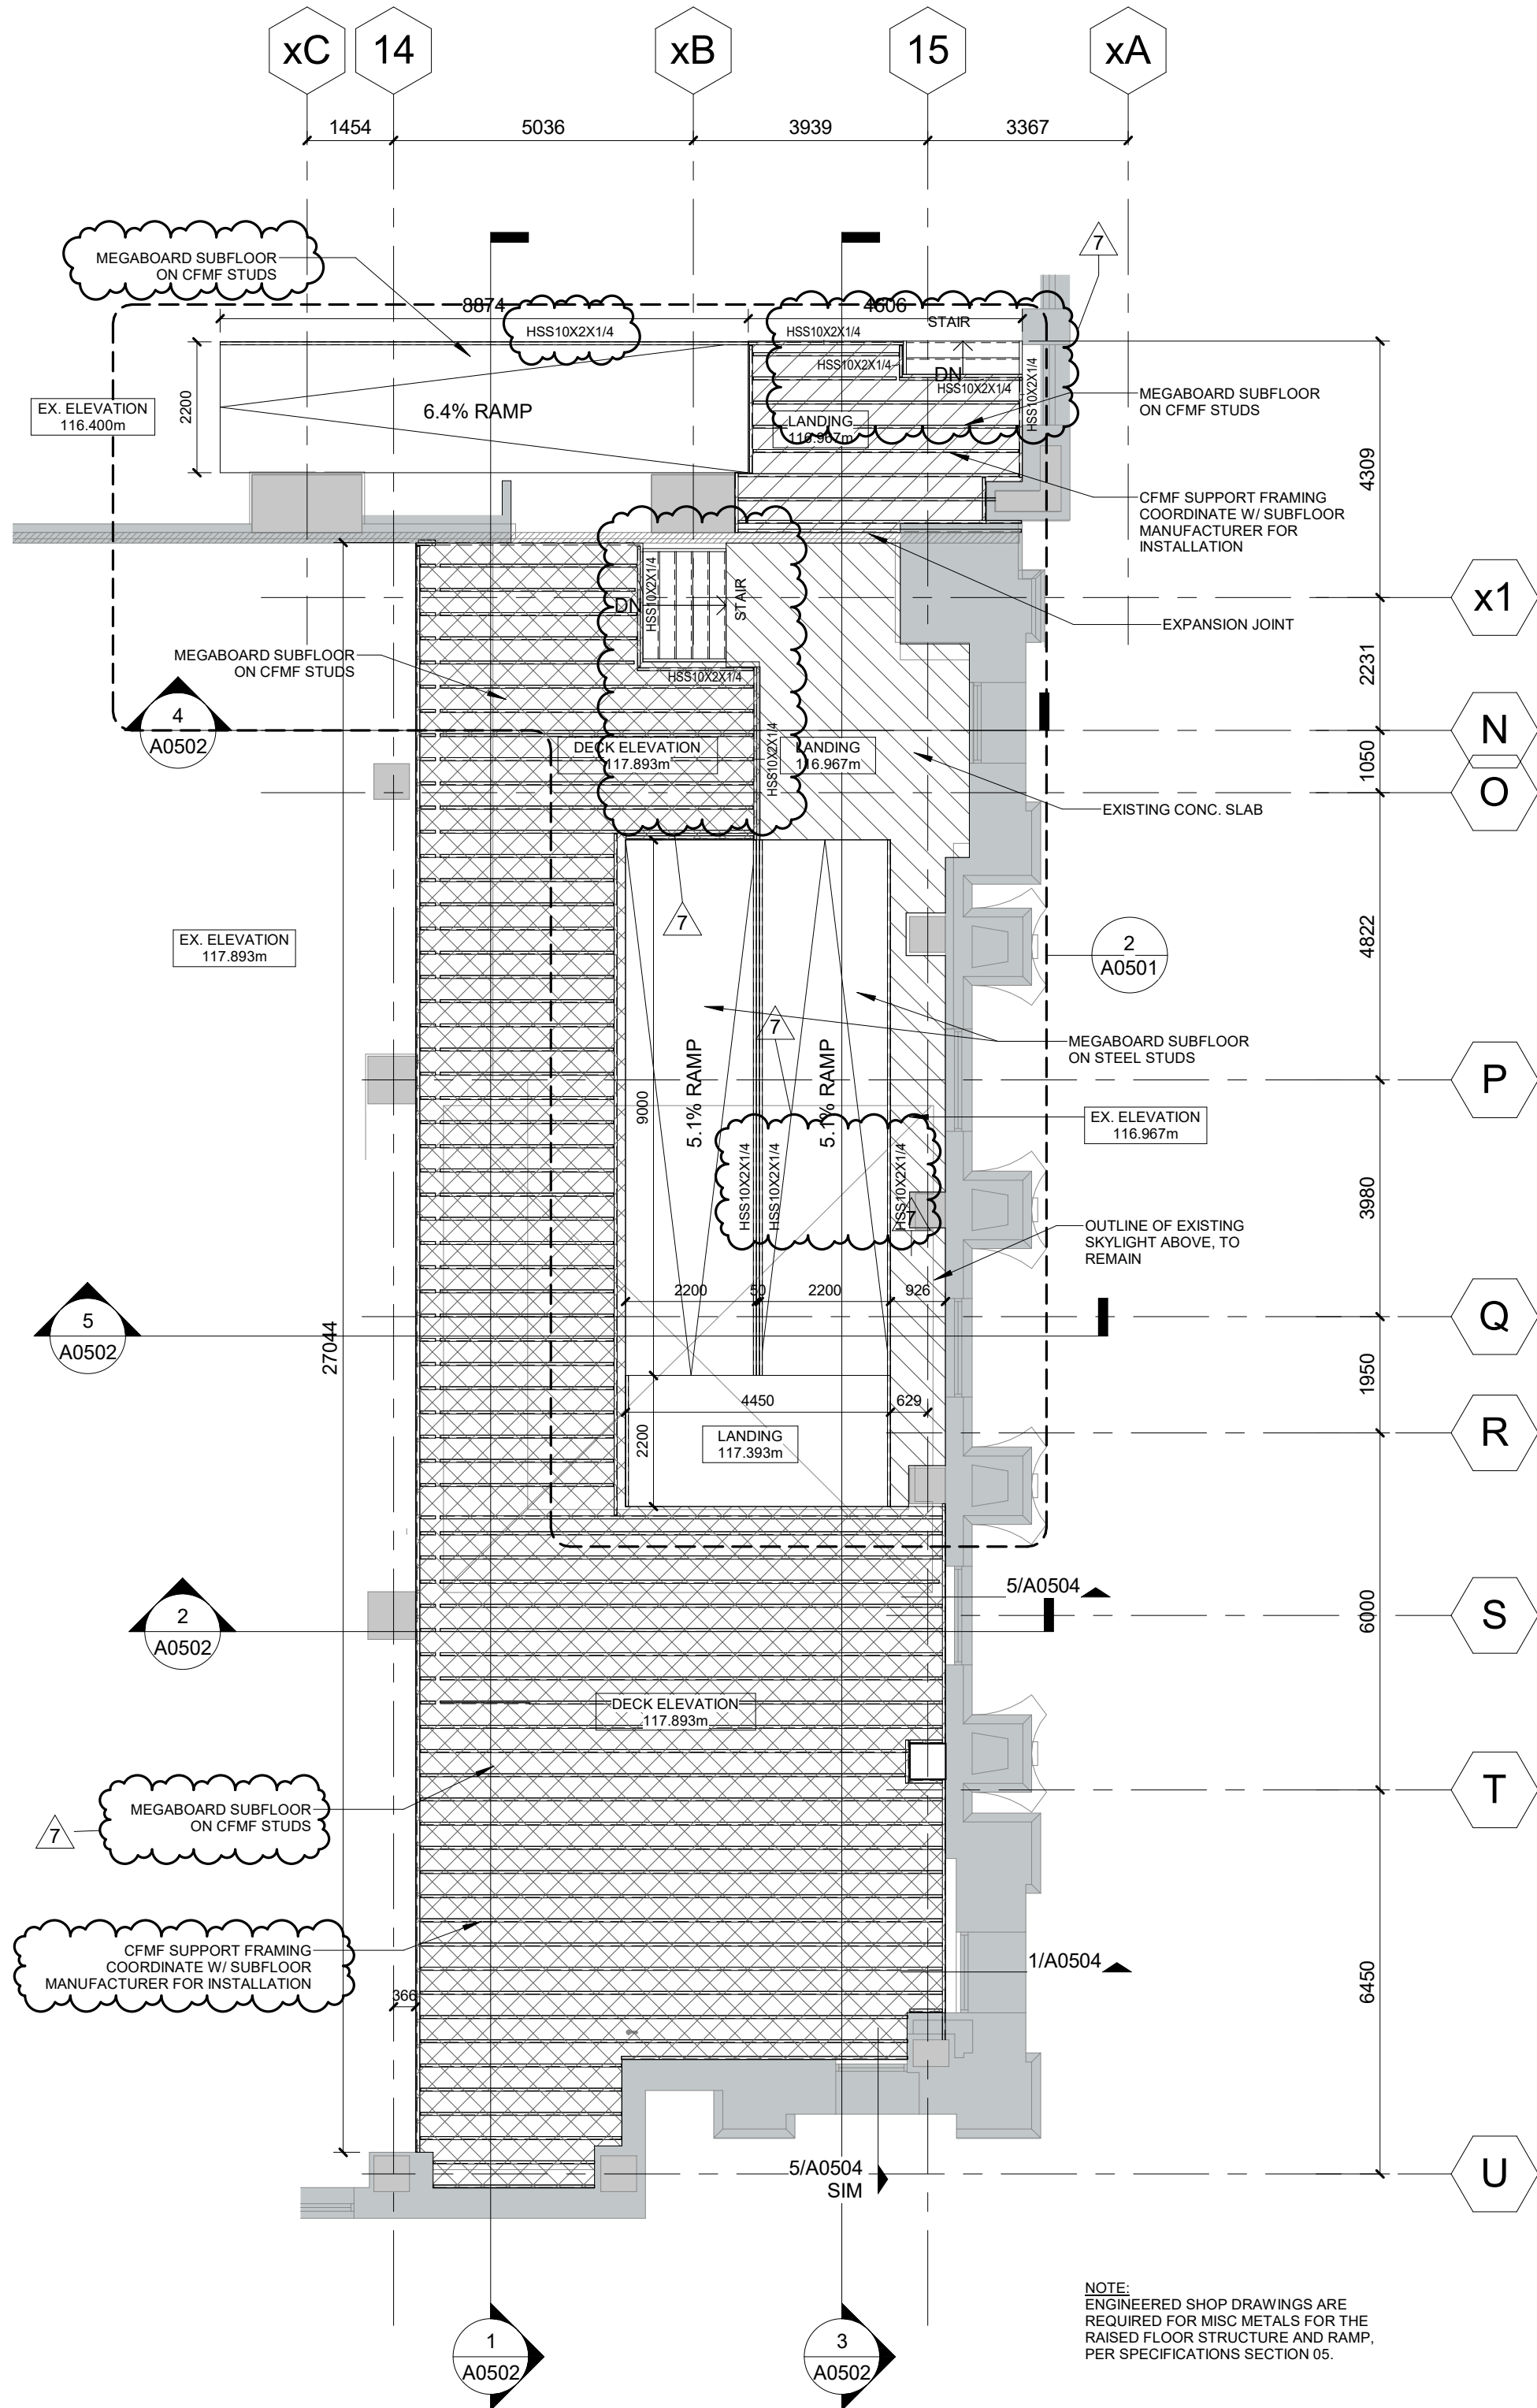 xC
14
xB
15
xA
1454
5036
3939
3367
7
MEGABOARD SUBFLOOR
ON CFMF STUDS
8874
4606
HSS10X2X1/4
HSS10X2X1/4
STAIR
HSS10X2X1/4
DN
HSS10X2X1/4
HSS10X2X1/4
MEGABOARD SUBFLOOR
ON CFMF STUDS
EX. ELEVATION
116.400m
2200
6.4% RAMP
LANDING
116.967m
4309
CFMF SUPPORT FRAMING
COORDINATE W/ SUBFLOOR
MANUFACTURER FOR
INSTALLATION
HSS10X2X1/4
DN
STAIR
x1
EXPANSION JOINT
MEGABOARD SUBFLOOR
ON CFMF STUDS
HSS10X2X1/4
2231
4
A0502
HSS10X2X1/4
N
DECK ELEVATION
117.893m
LANDING
116.967m
1050
O
EXISTING CONC. SLAB
7
EX. ELEVATION
117.893m
2
A0501
4822
7
MEGABOARD SUBFLOOR
ON STEEL STUDS
5.1% RAMP
5.1% RAMP
9000
P
EX. ELEVATION
116.967m
HSS10X2X1/4
HSS10X2X1/4
HSS10X2X1/4
7
3980
OUTLINE OF EXISTING
SKYLIGHT ABOVE, TO
REMAIN
2200
50
2200
926
5
A0502
27044
Q
1950
4450
629
2200
LANDING
117.393m
R
5/A0504
2
A0502
6000
S
DECK ELEVATION
117.893m
T
MEGABOARD SUBFLOOR
ON CFMF STUDS
7
CFMF SUPPORT FRAMING
COORDINATE W/ SUBFLOOR
MANUFACTURER FOR INSTALLATION
1/A0504
366
6450
5/A0504
SIM
U
NOTE:
ENGINEERED SHOP DRAWINGS ARE
REQUIRED FOR MISC METALS FOR THE
RAISED FLOOR STRUCTURE AND RAMP,
PER SPECIFICATIONS SECTION 05.
1
A0502
3
A0502